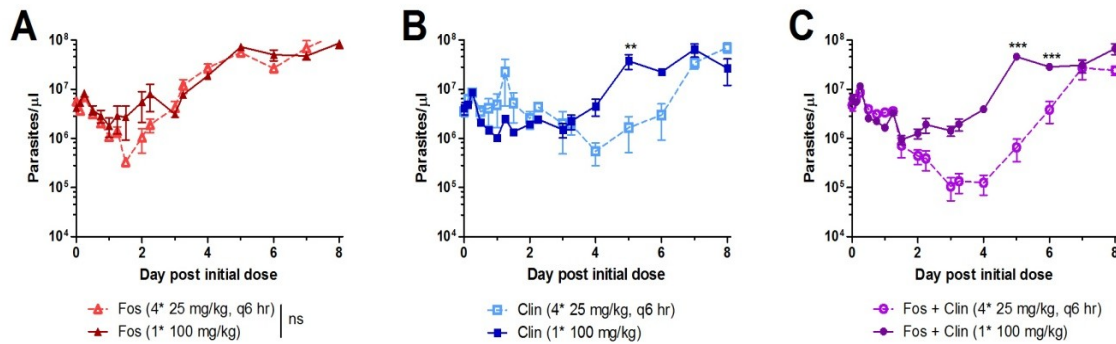 A
B
C
**
***
***
10⁸
10⁷
10⁶
10⁵
10⁴
Parasites/µl
0
2
4
6
8
Day post initial dose
Fos (4* 25 mg/kg, q6 hr)
Fos (1* 100 mg/kg)
ns
10⁸
10⁷
10⁶
10⁵
10⁴
Parasites/µl
0
2
4
6
8
Day post initial dose
Clin (4* 25 mg/kg, q6 hr)
Clin (1* 100 mg/kg)
10⁸
10⁷
10⁶
10⁵
10⁴
Parasites/µl
0
2
4
6
8
Day post initial dose
Fos + Clin (4* 25 mg/kg, q6 hr)
Fos + Clin (1* 100 mg/kg)